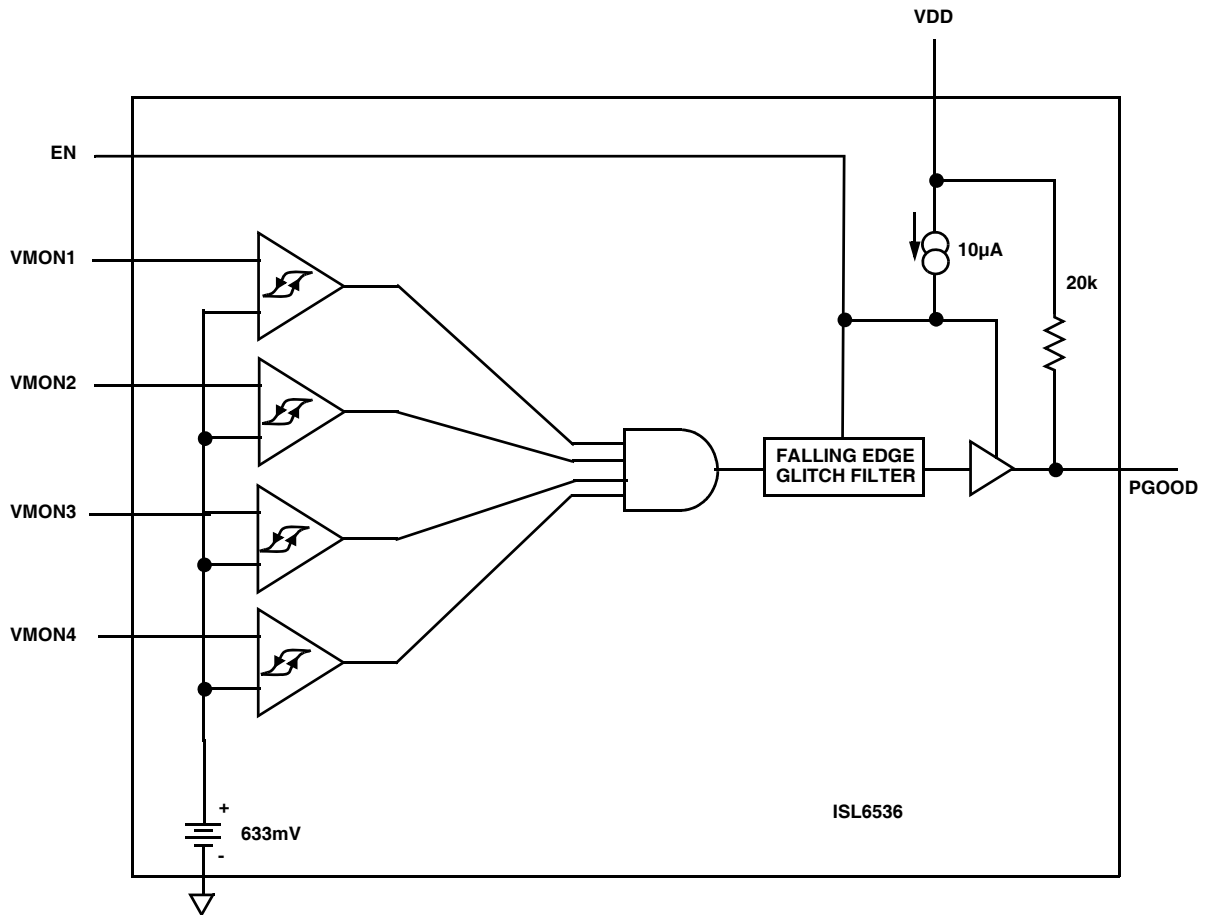 VDD
EN
VMON1
10µA
20k
VMON2
FALLING EDGE
GLITCH FILTER
PGOOD
VMON3
VMON4
+
633mV
-
ISL6536